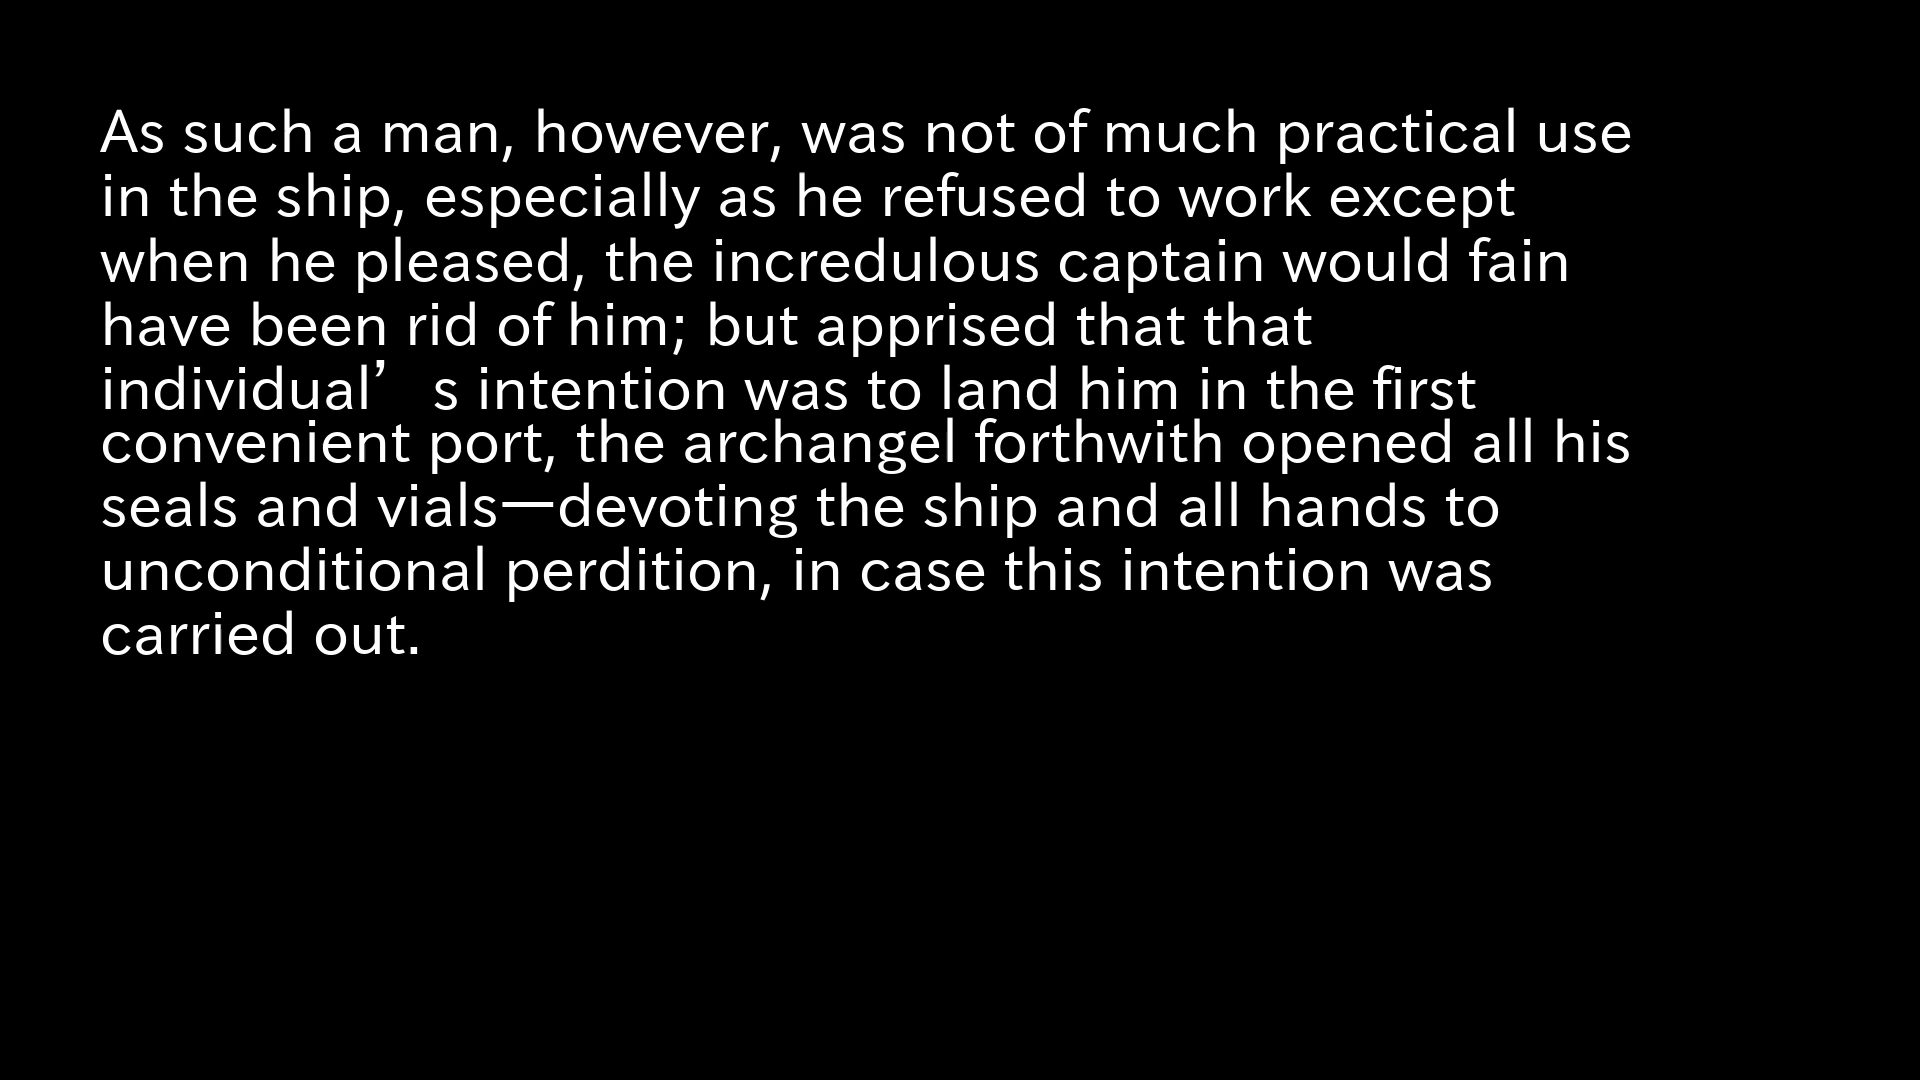 As such a man, however, was not of much practical use
in the ship, especially as he refused to work except
when he pleased, the incredulous captain would fain
have been rid of him; but apprised that that
individual’s intention was to land him in the first
convenient port, the archangel forthwith opened all his
seals and vials—devoting the ship and all hands to
unconditional perdition, in case this intention was
carried out.